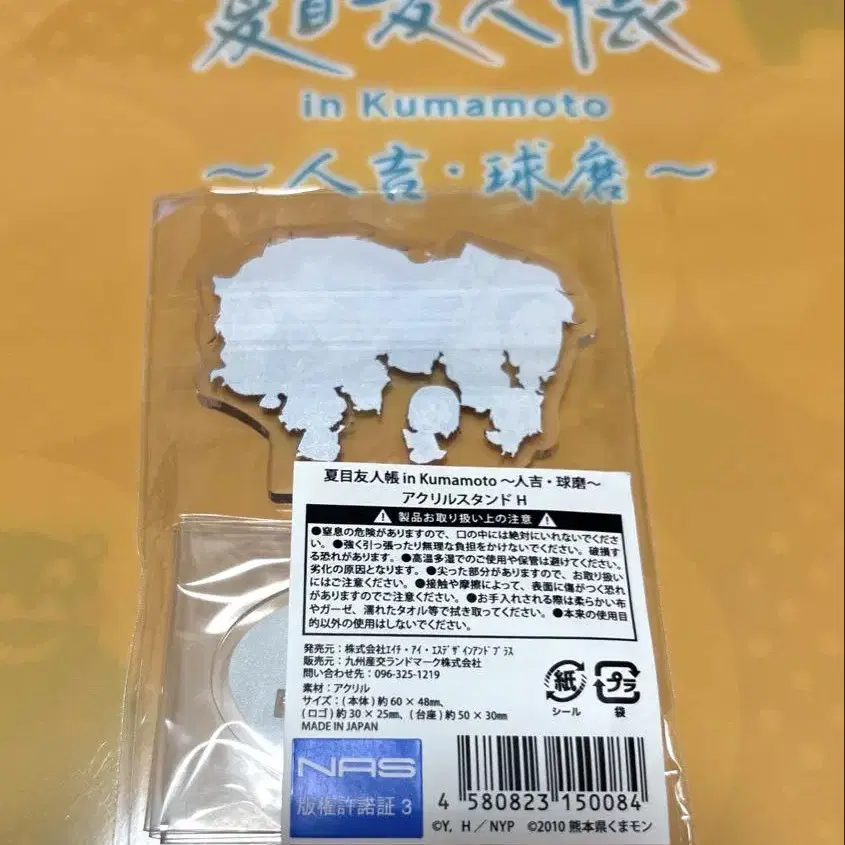 夏目友人帳
in Kumamoto
～人吉・球磨～
夏目友人帳 in Kumamoto ～人吉・球磨～
アクリルスタンド H
製品お取り扱い上の注意
●窒息の危険がありますので、口の中には絶対にいれないでくださ
い。●強く引っ張ったり無理な負担をかけないでください。破損す
る恐れがあります。●高温多湿でのご使用や保管は避けてください。
劣化の原因となります。●尖った部分がありますので、お取り扱い
にはご注意ください。●接触や摩擦によって、表面に傷がつく恐れ
がありますのでご注意ください。●お手入れされる際は柔らかい布
やガーゼ、濡れたタオル等で拭き取ってください。●本来の使用目
的以外の使用はしないでください。
発売元：株式会社エイチ・アイ・エスデザインアンドプラス
販売元：九州産交ランドマーク株式会社
問い合わせ先：096-325-1219
素材：アクリル
サイズ：(本体) 約 60 × 48㎜、
(ロゴ) 約 30 × 25㎜、(台座) 約 50 × 30㎜
MADE IN JAPAN
紙
シール
プラ
袋
NAS
版権許諾証 3
4 580823 150084
©Y, H／NYP ©2010 熊本県くまモン